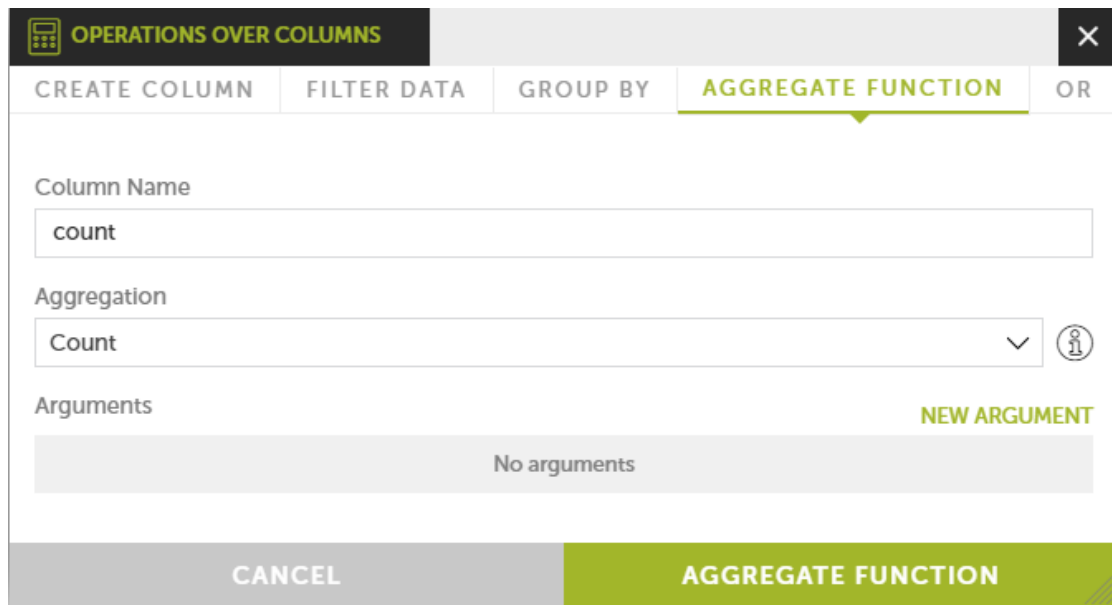 OPERATIONS OVER COLUMNS
CREATE COLUMN FILTER DATA GROUP BY AGGREGATE FUNCTION OR
Column Name
count
Aggregation
Count
Arguments
NEW ARGUMENT
No arguments
CANCEL AGGREGATE FUNCTION